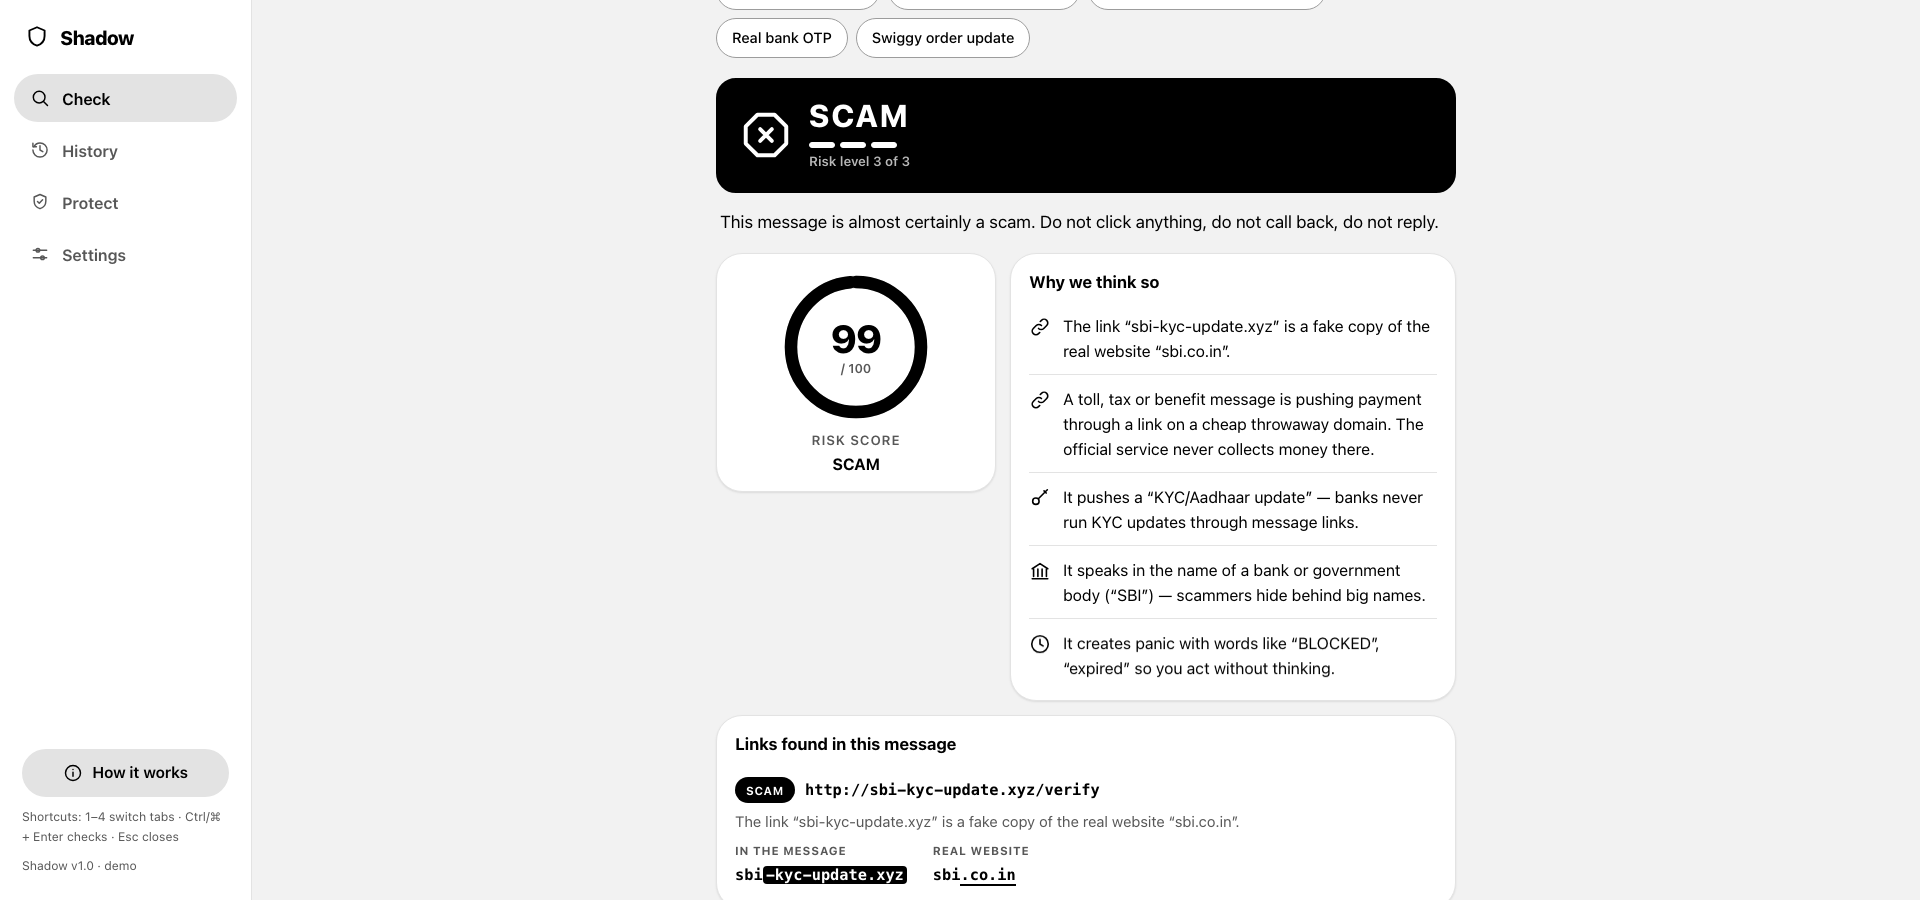 Shadow
Check
History
Protect
Settings
How it works
Shortcuts: 1–4 switch tabs · Ctrl/⌘
+ Enter checks · Esc closes
Shadow v1.0 · demo
Real bank OTP
Swiggy order update
SCAM
Risk level 3 of 3
This message is almost certainly a scam. Do not click anything, do not call back, do not reply.
99
/ 100
RISK SCORE
SCAM
Why we think so
The link “sbi-kyc-update.xyz” is a fake copy of the
real website “sbi.co.in”.
A toll, tax or benefit message is pushing payment
through a link on a cheap throwaway domain. The
official service never collects money there.
It pushes a “KYC/Aadhaar update” — banks never
run KYC updates through message links.
It speaks in the name of a bank or government
body (“SBI”) — scammers hide behind big names.
It creates panic with words like “BLOCKED”,
“expired” so you act without thinking.
Links found in this message
SCAM http://sbi-kyc-update.xyz/verify
The link “sbi-kyc-update.xyz” is a fake copy of the real website “sbi.co.in”.
IN THE MESSAGE
sbi-kyc-update.xyz
REAL WEBSITE
sbi.co.in